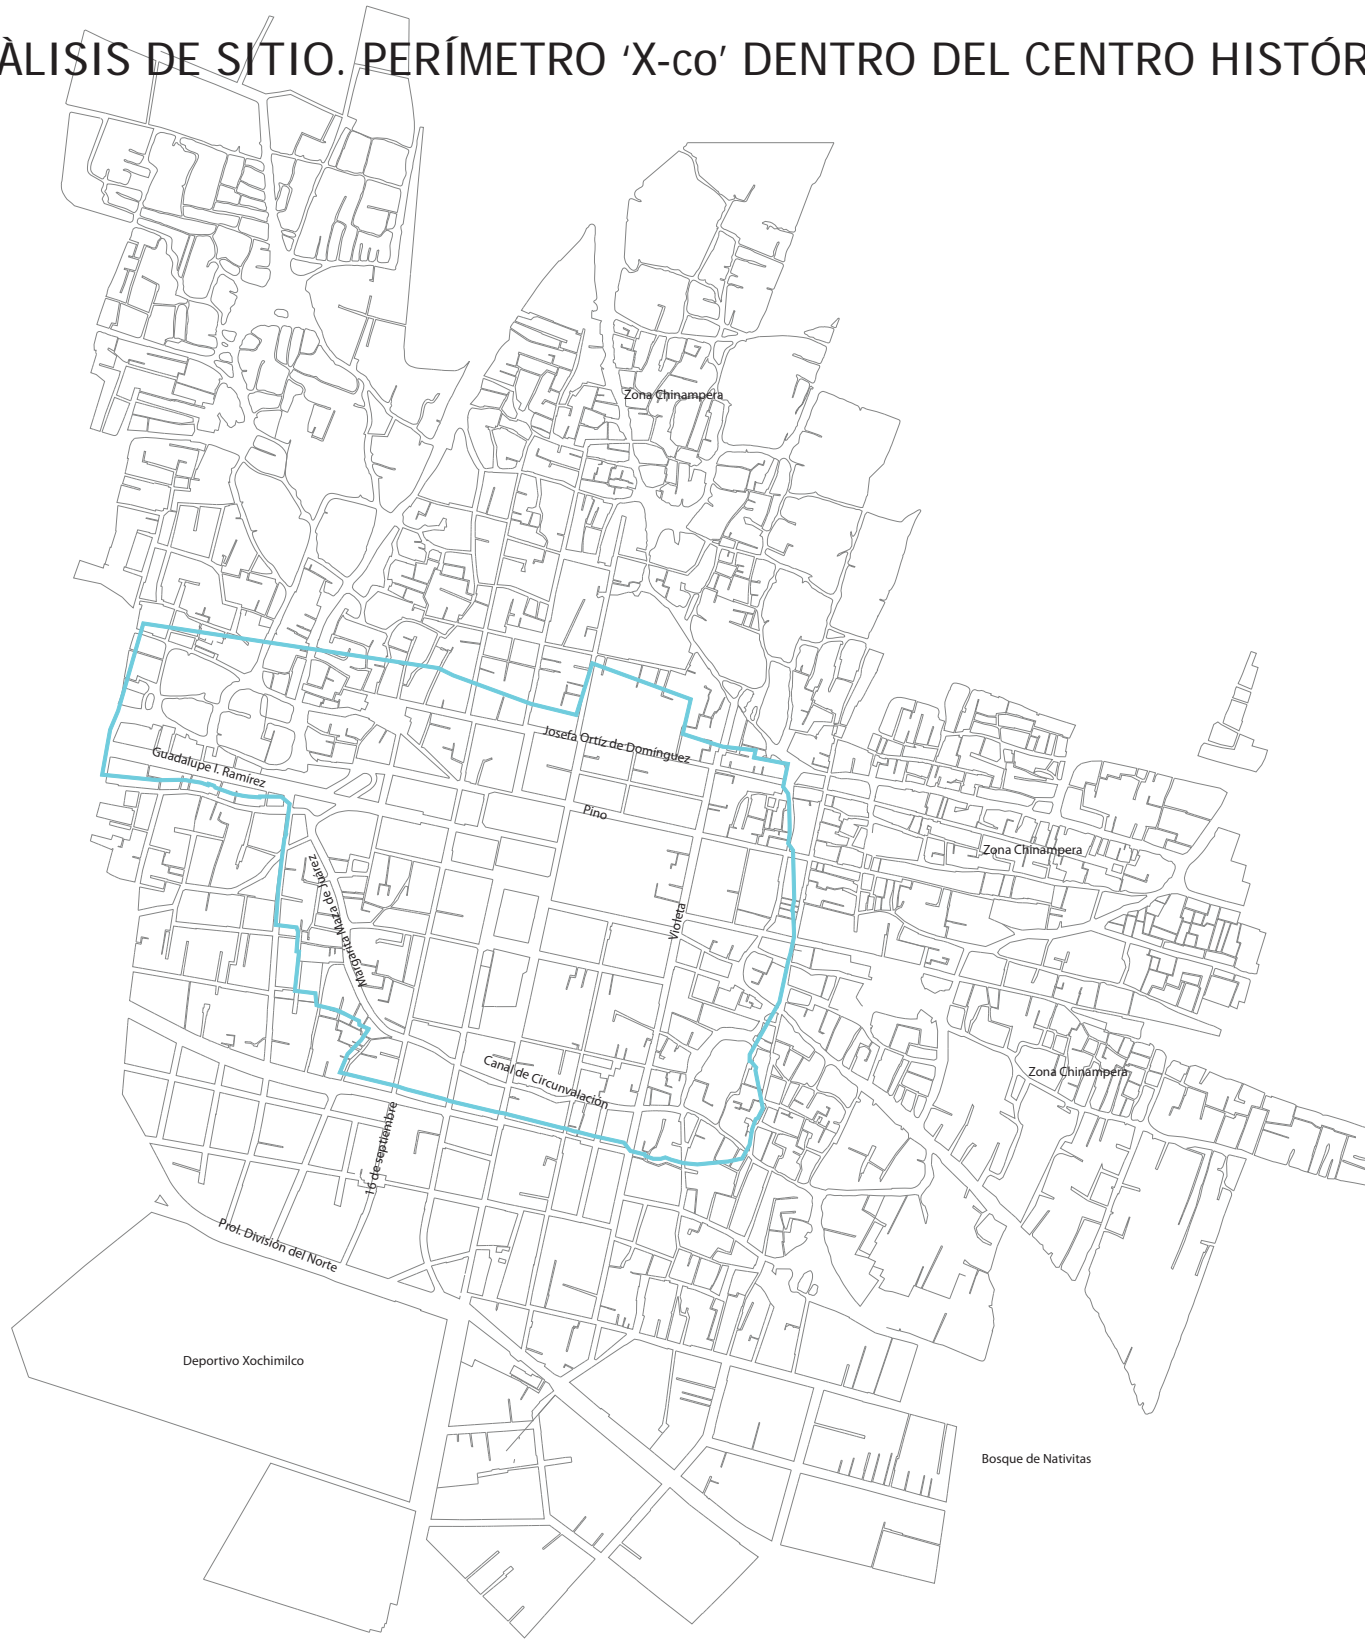 ÀLISIS DE SITIO. PERÍMETRO ‘X-co’ DENTRO DEL CENTRO HISTÓR
Zona Chinampera
Josefa Ortíz de Domínguez
Guadalupe I. Ramírez
Pino
Zona Chinampera
Margarita Maza de Juárez
Violeta
Canal de Circunvalación
Zona Chinampera
16 de septiembre
Prol. División del Norte
Deportivo Xochimilco
Bosque de Nativitas